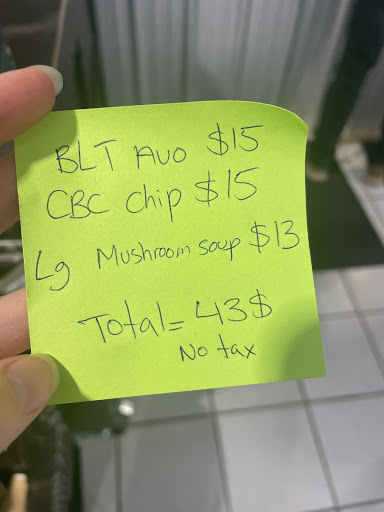 BLT AVO $15
CBC chip $15
Lg Mushroom soup $13
Total= 43$
No tax